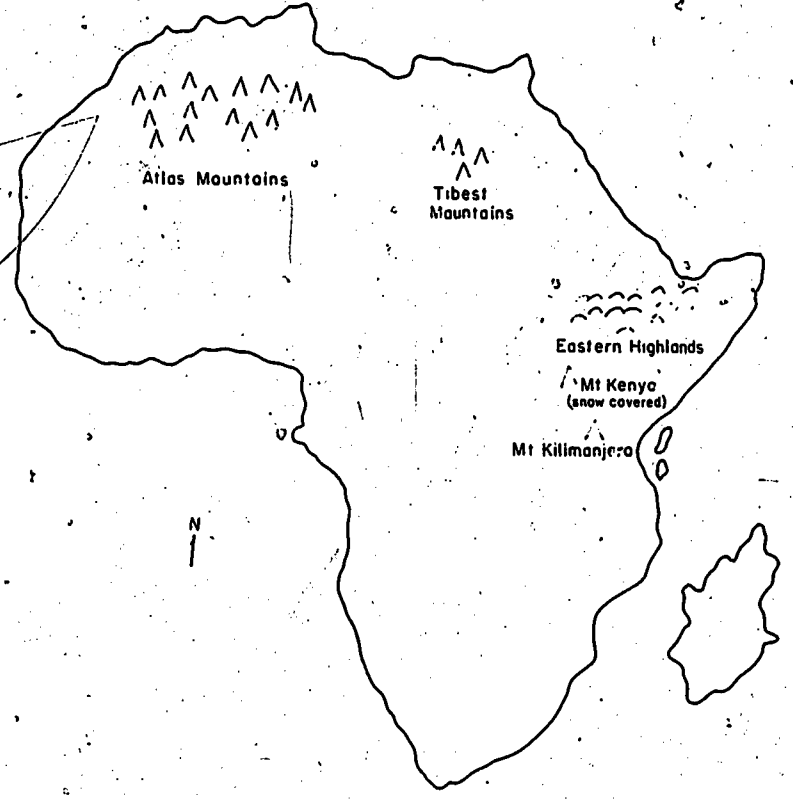 Atlas Mountains
Tibest
Mountains
Eastern Highlands
Mt Kenya
(snow covered)
Mt Kilimanjaro
N